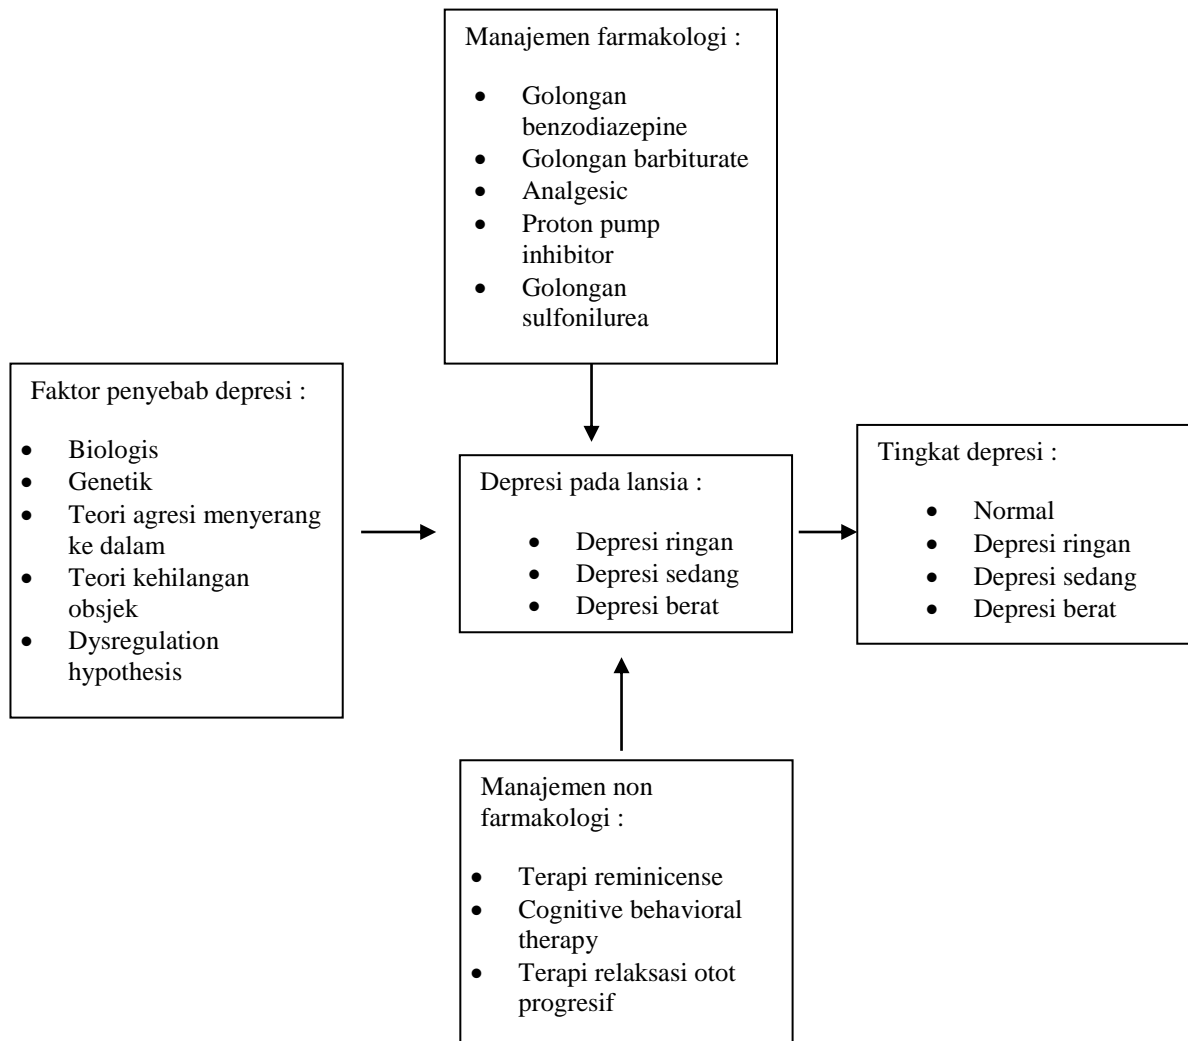 Manajemen farmakologi :
• Golongan
benzodiazepine
• Golongan barbiturate
• Analgesic
• Proton pump
inhibitor
• Golongan
sulfonilurea
Faktor penyebab depresi :
• Biologis
• Genetik
• Teori agresi menyerang
ke dalam
• Teori kehilangan
obsjek
• Dysregulation
hypothesis
Depresi pada lansia :
• Depresi ringan
• Depresi sedang
• Depresi berat
Tingkat depresi :
• Normal
• Depresi ringan
• Depresi sedang
• Depresi berat
Manajemen non
farmakologi :
• Terapi reminicense
• Cognitive behavioral
therapy
• Terapi relaksasi otot
progresif